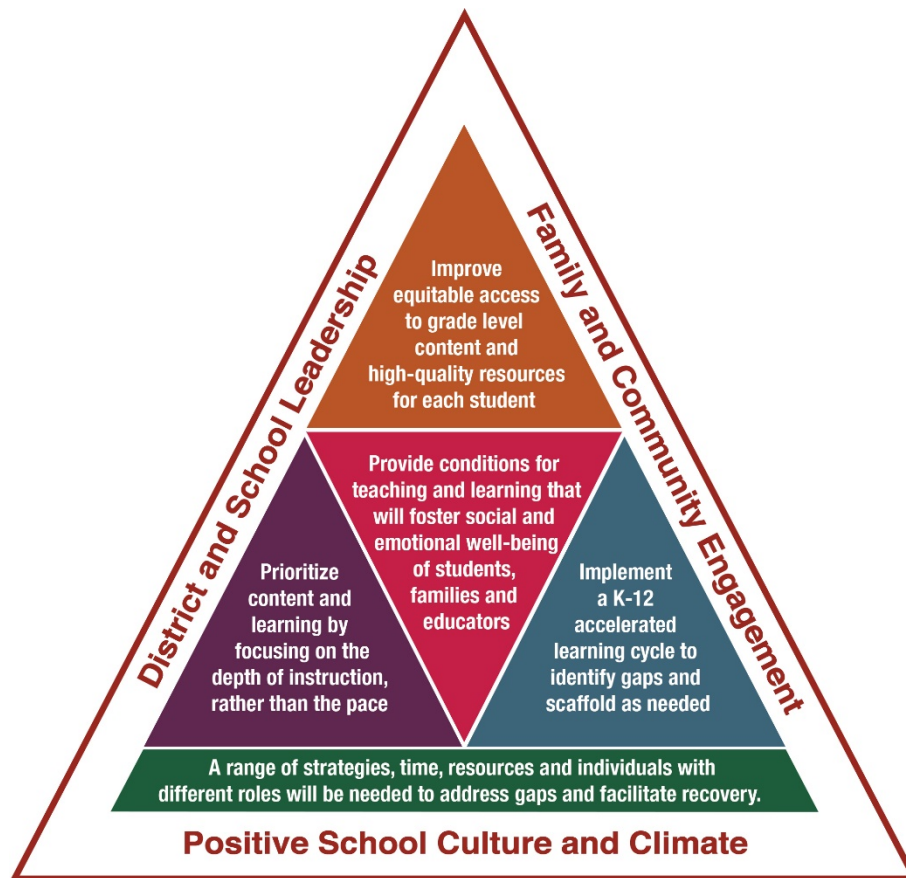 District and School Leadership
Family and Community Engagement
Improve
equitable access
to grade level
content and
high-quality resources
for each student
Provide conditions for
teaching and learning that
will foster social and
emotional well-being
of students,
families and
educators
Prioritize
content and
learning by
focusing on the
depth of instruction,
rather than the pace
Implement
a K-12
accelerated
learning cycle to
identify gaps and
scaffold as needed
A range of strategies, time, resources and individuals with
different roles will be needed to address gaps and facilitate recovery.
Positive School Culture and Climate